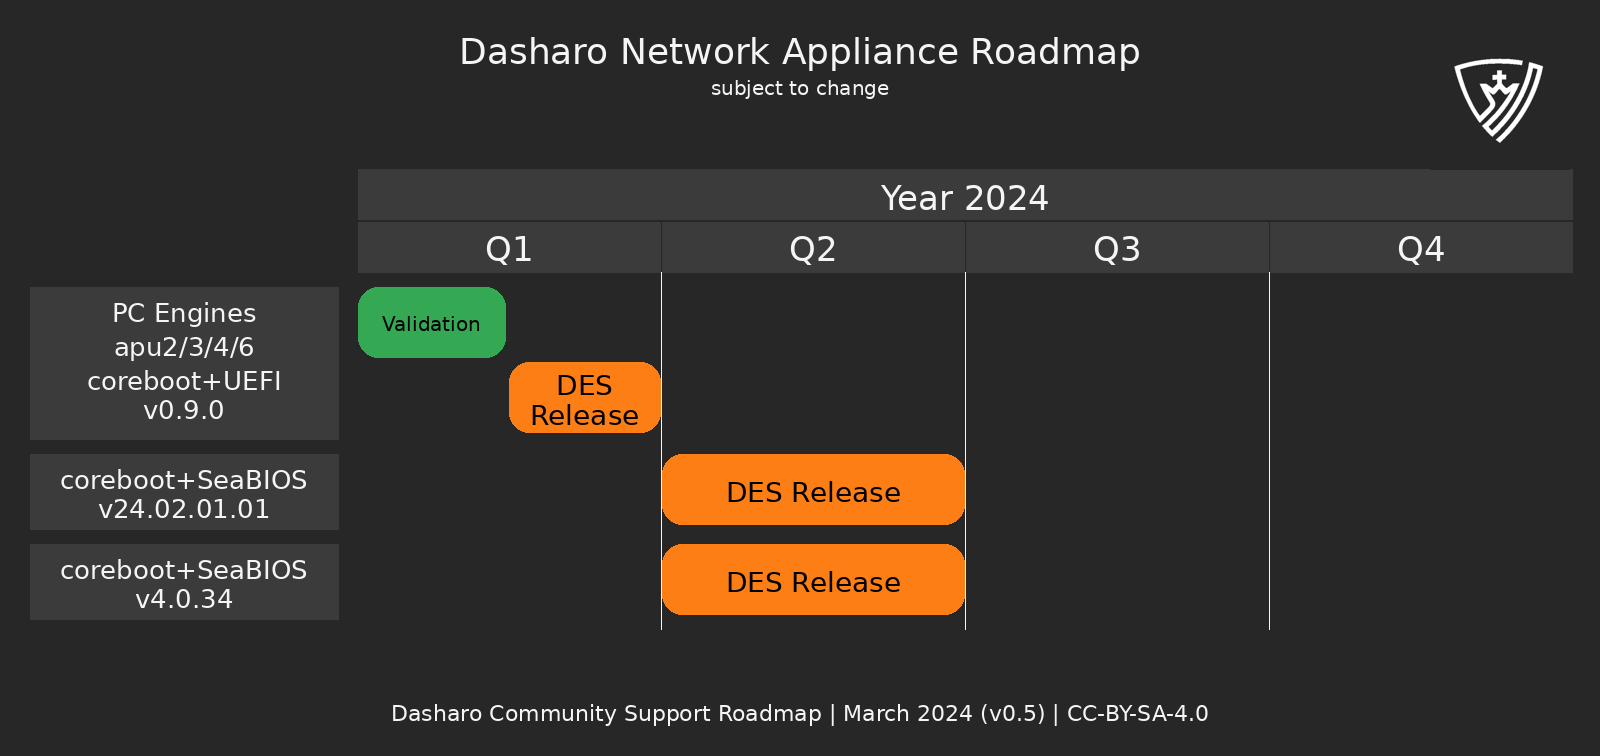 Dasharo Network Appliance Roadmap
subject to change
Year 2024
Q1 Q2 Q3 Q4
PC Engines
apu2/3/4/6
coreboot+UEFI
v0.9.0
Validation
DES
Release
coreboot+SeaBIOS
v24.02.01.01
DES Release
coreboot+SeaBIOS
v4.0.34
DES Release
Dasharo Community Support Roadmap | March 2024 (v0.5) | CC-BY-SA-4.0